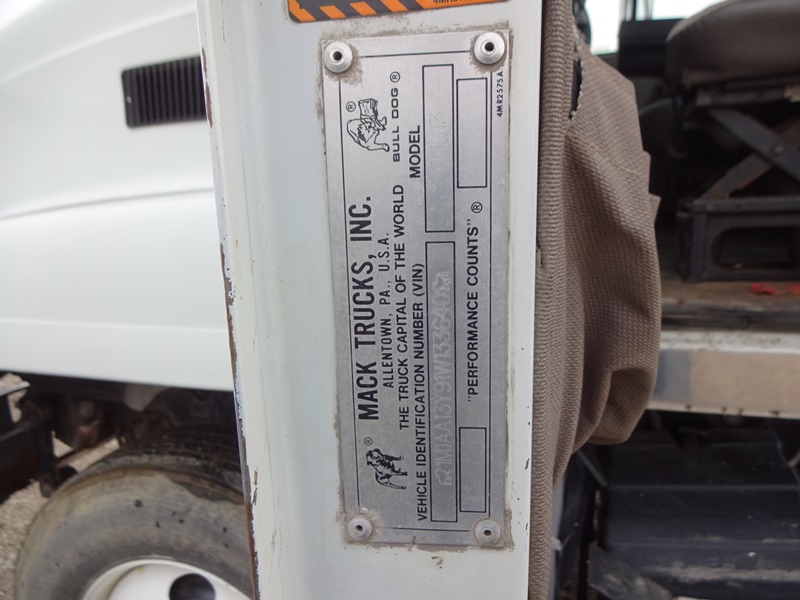 ®
®
MACK TRUCKS, INC.
ALLENTOWN, PA., U.S.A.
THE TRUCK CAPITAL OF THE WORLD
BULL DOG ®
VEHICLE IDENTIFICATION NUMBER (VIN)
MODEL
"PERFORMANCE COUNTS" ®
4MR2575A